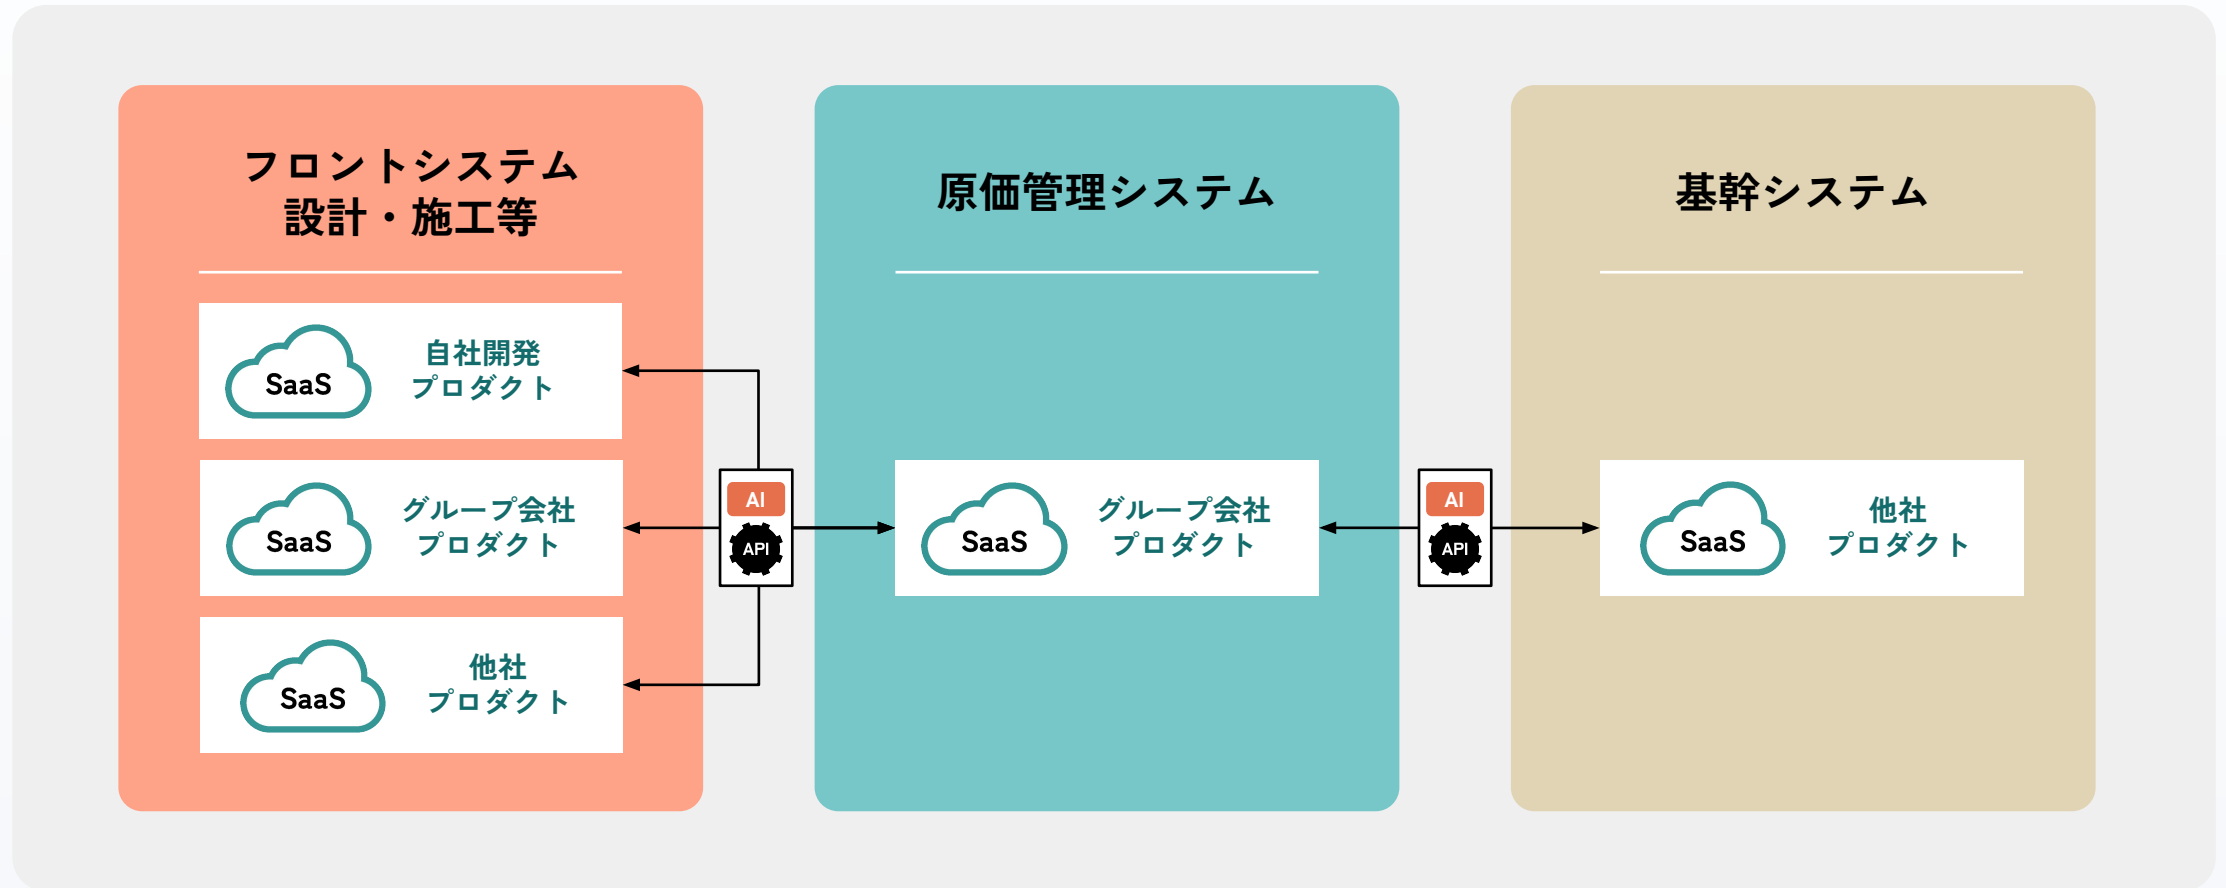 フロントシステム
設計・施工等
SaaS
自社開発
プロダクト
SaaS
グループ会社
プロダクト
SaaS
他社
プロダクト
AI
API
原価管理システム
SaaS
グループ会社
プロダクト
AI
API
基幹システム
SaaS
他社
プロダクト